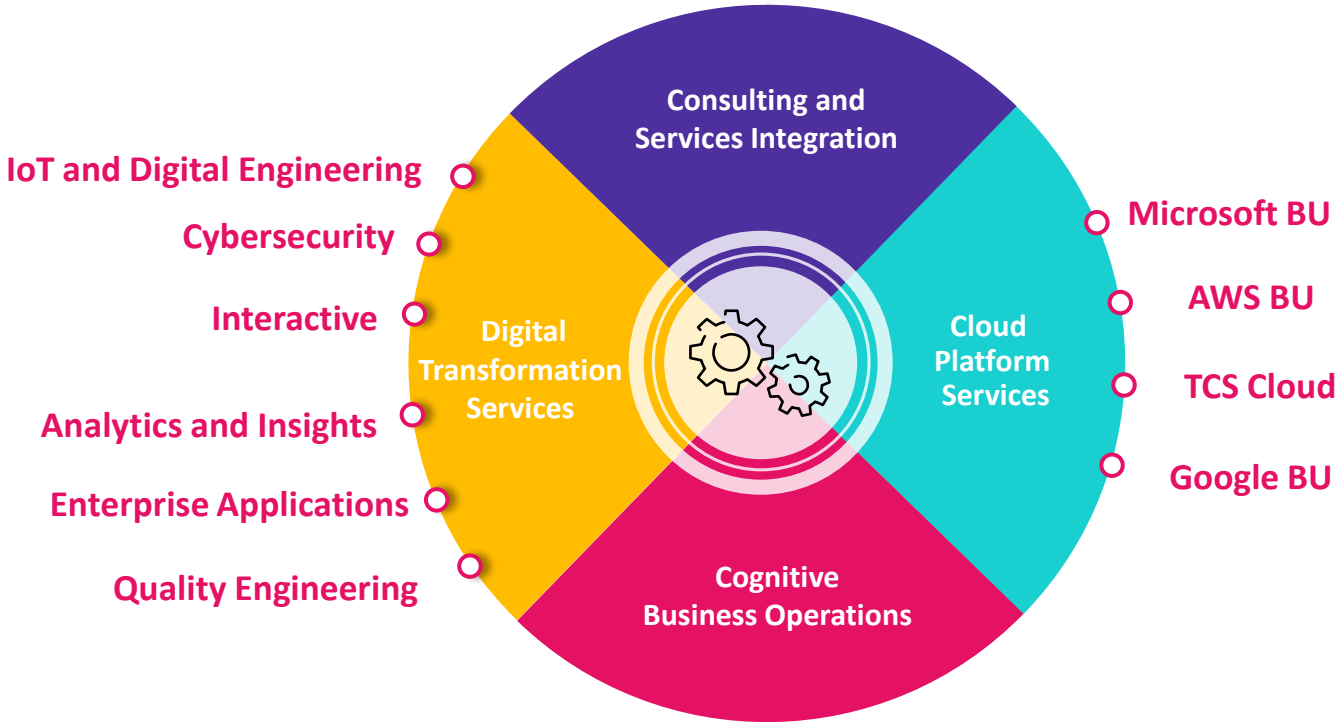 Consulting and
Services Integration
IoT and Digital Engineering
Cybersecurity
Interactive
Analytics and Insights
Enterprise Applications
Quality Engineering
Digital
Transformation
Services
Cloud
Platform
Services
Microsoft BU
AWS BU
TCS Cloud
Google BU
Cognitive
Business Operations